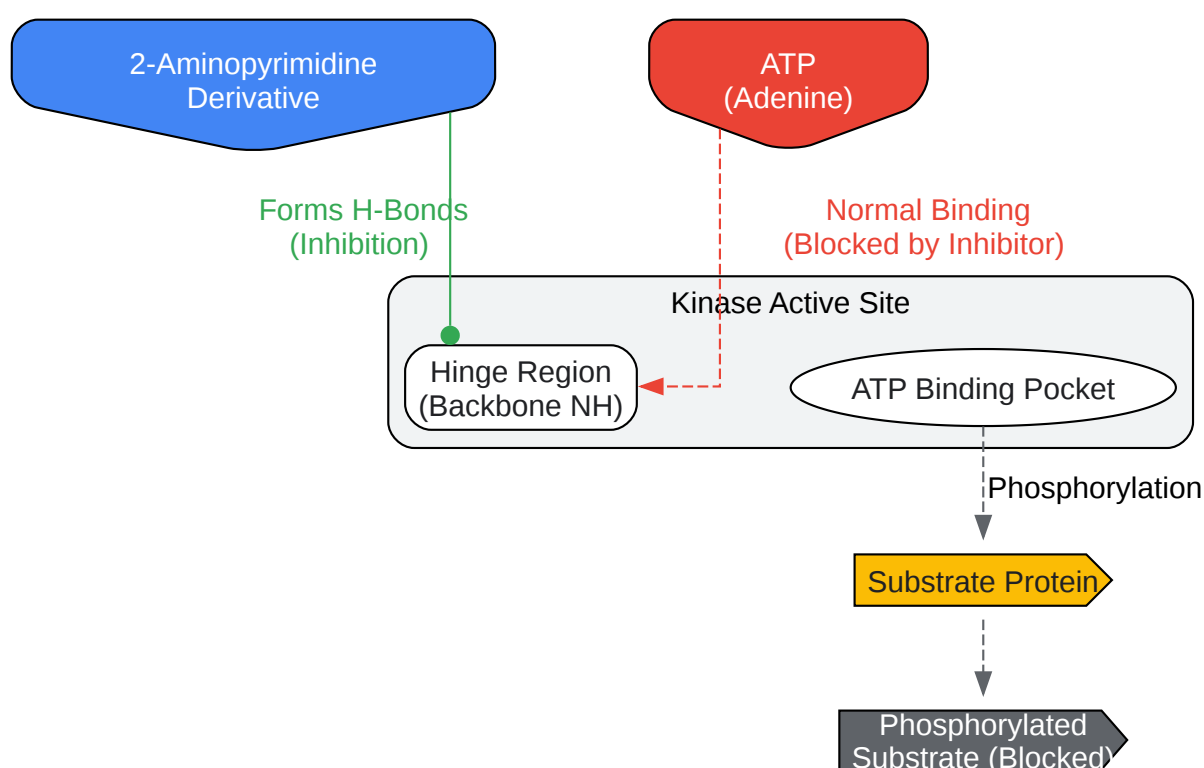 2-Aminopyrimidine
Derivative
ATP
(Adenine)
Forms H-Bonds
(Inhibition)
Normal Binding
(Blocked by Inhibitor)
Kinase Active Site
Hinge Region
(Backbone NH)
ATP Binding Pocket
Phosphorylation
Substrate Protein
Phosphorylated
Substrate (Blocked)